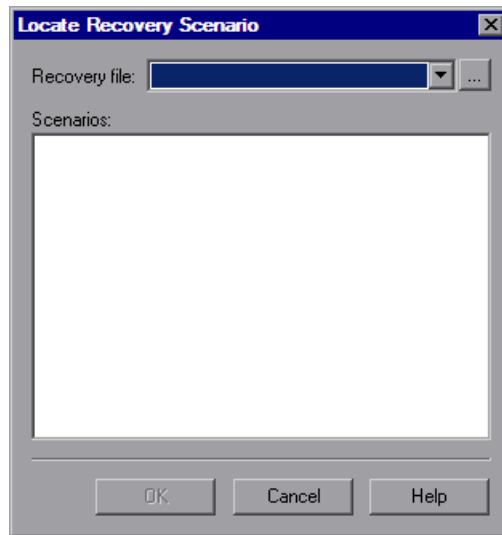 Locate Recovery Scenario
Recovery file: ...
Scenarios:
OK Cancel Help